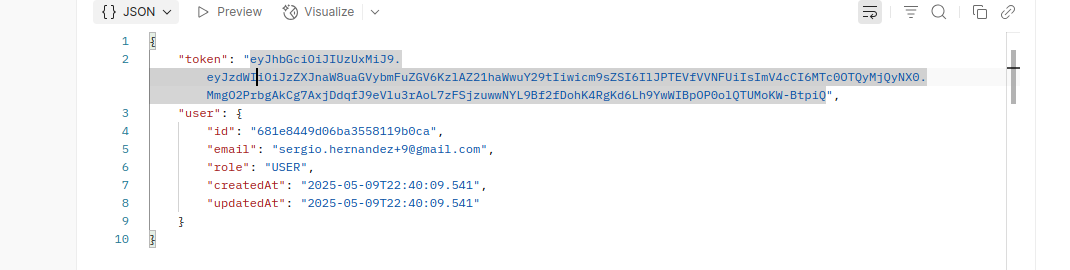 {} JSON Preview Visualize
1 {
2 "token": "eyJhbGciOiJIUzUxMiJ9.
eyJzdWIiOiJzZXJnaW8uaGVybmFuZGV6KzlAZ21haWwuY29tIiwicm9sZSI6IlJPTEVfVVNFUiIsImV4cCI6MTc0OTQyMjQyNX0.
MmgO2PrbgAkCg7AxjDdqfJ9eVlu3rAoL7zFSjzuwwNYL9Bf2fDohK4RgKd6Lh9YwWIBpOP0olQTUMoKW-BtpiQ",
3 "user": {
4 "id": "681e8449d06ba3558119b0ca",
5 "email": "sergio.hernandez+9@gmail.com",
6 "role": "USER",
7 "createdAt": "2025-05-09T22:40:09.541",
8 "updatedAt": "2025-05-09T22:40:09.541"
9 }
10 }